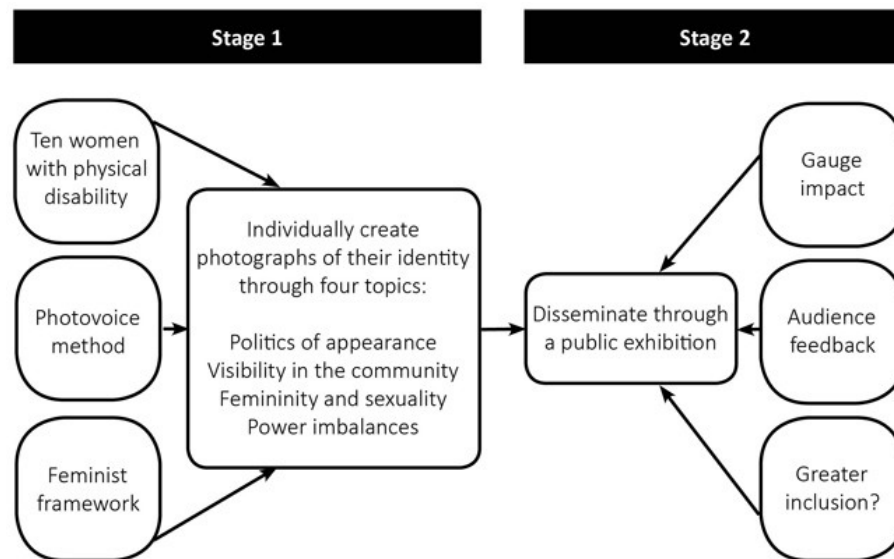 Stage 1
Stage 2
Ten women
with physical
disability
Photovoice
method
Feminist
framework
Individually create
photographs of their identity
through four topics:
Politics of appearance
Visibility in the community
Femininity and sexuality
Power imbalances
Disseminate through
a public exhibition
Gauge
impact
Audience
feedback
Greater
inclusion?